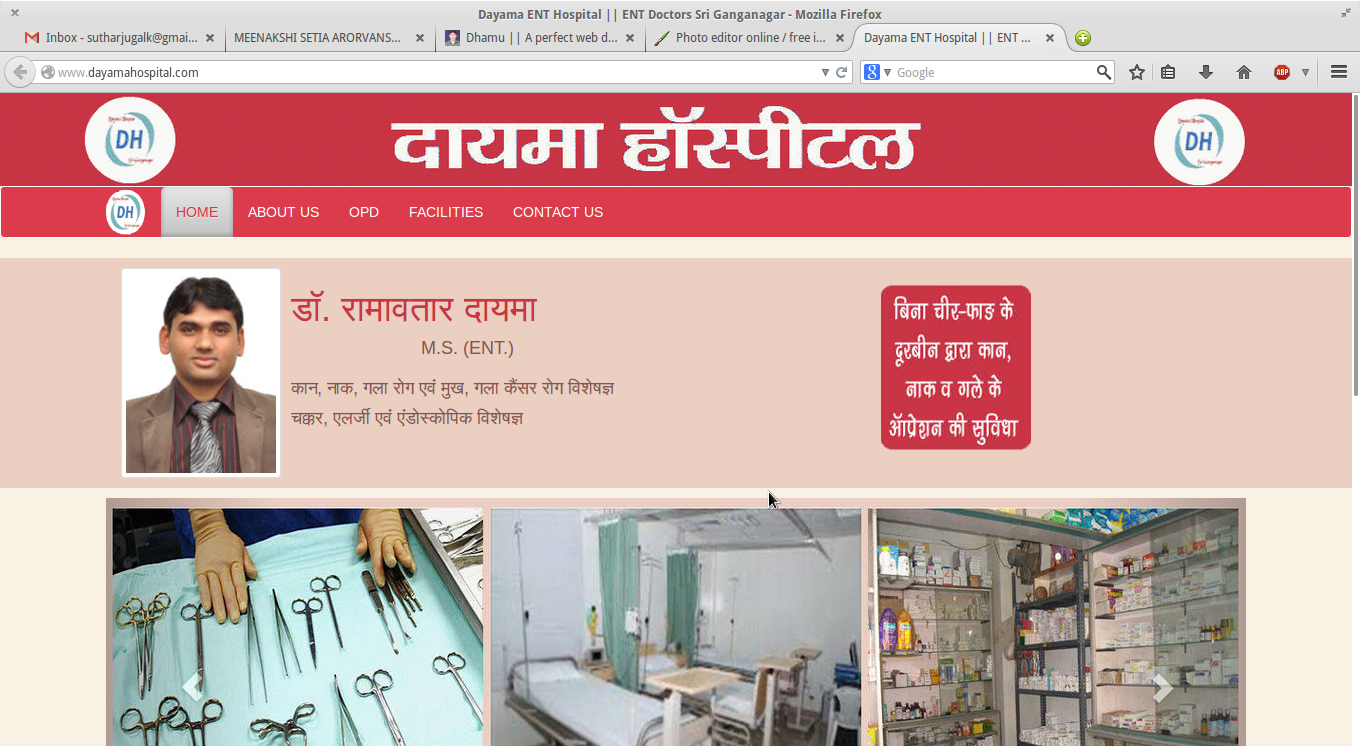 Dayama ENT Hospital || ENT Doctors Sri Ganganagar - Mozilla Firefox
Inbox - sutharjugalk@gmai...
MEENAKSHI SETIA ARORVANS...
Dhamu || A perfect web d...
Photo editor online / free i...
Dayama ENT Hospital || ENT ...
www.dayamahospital.com
Google
ABP
DH
दायमा हॉस्पीटल
DH
DH
HOME
ABOUT US
OPD
FACILITIES
CONTACT US
डॉ. रामावतार दायमा
M.S. (ENT.)
कान, नाक, गला रोग एवं मुख, गला कैंसर रोग विशेषज्ञ
चक्कर, एलर्जी एवं एंडोस्कोपिक विशेषज्ञ
बिना चीर-फाङ के
दूरबीन द्वारा कान,
नाक व गले के
ऑप्रेशन की सुविधा